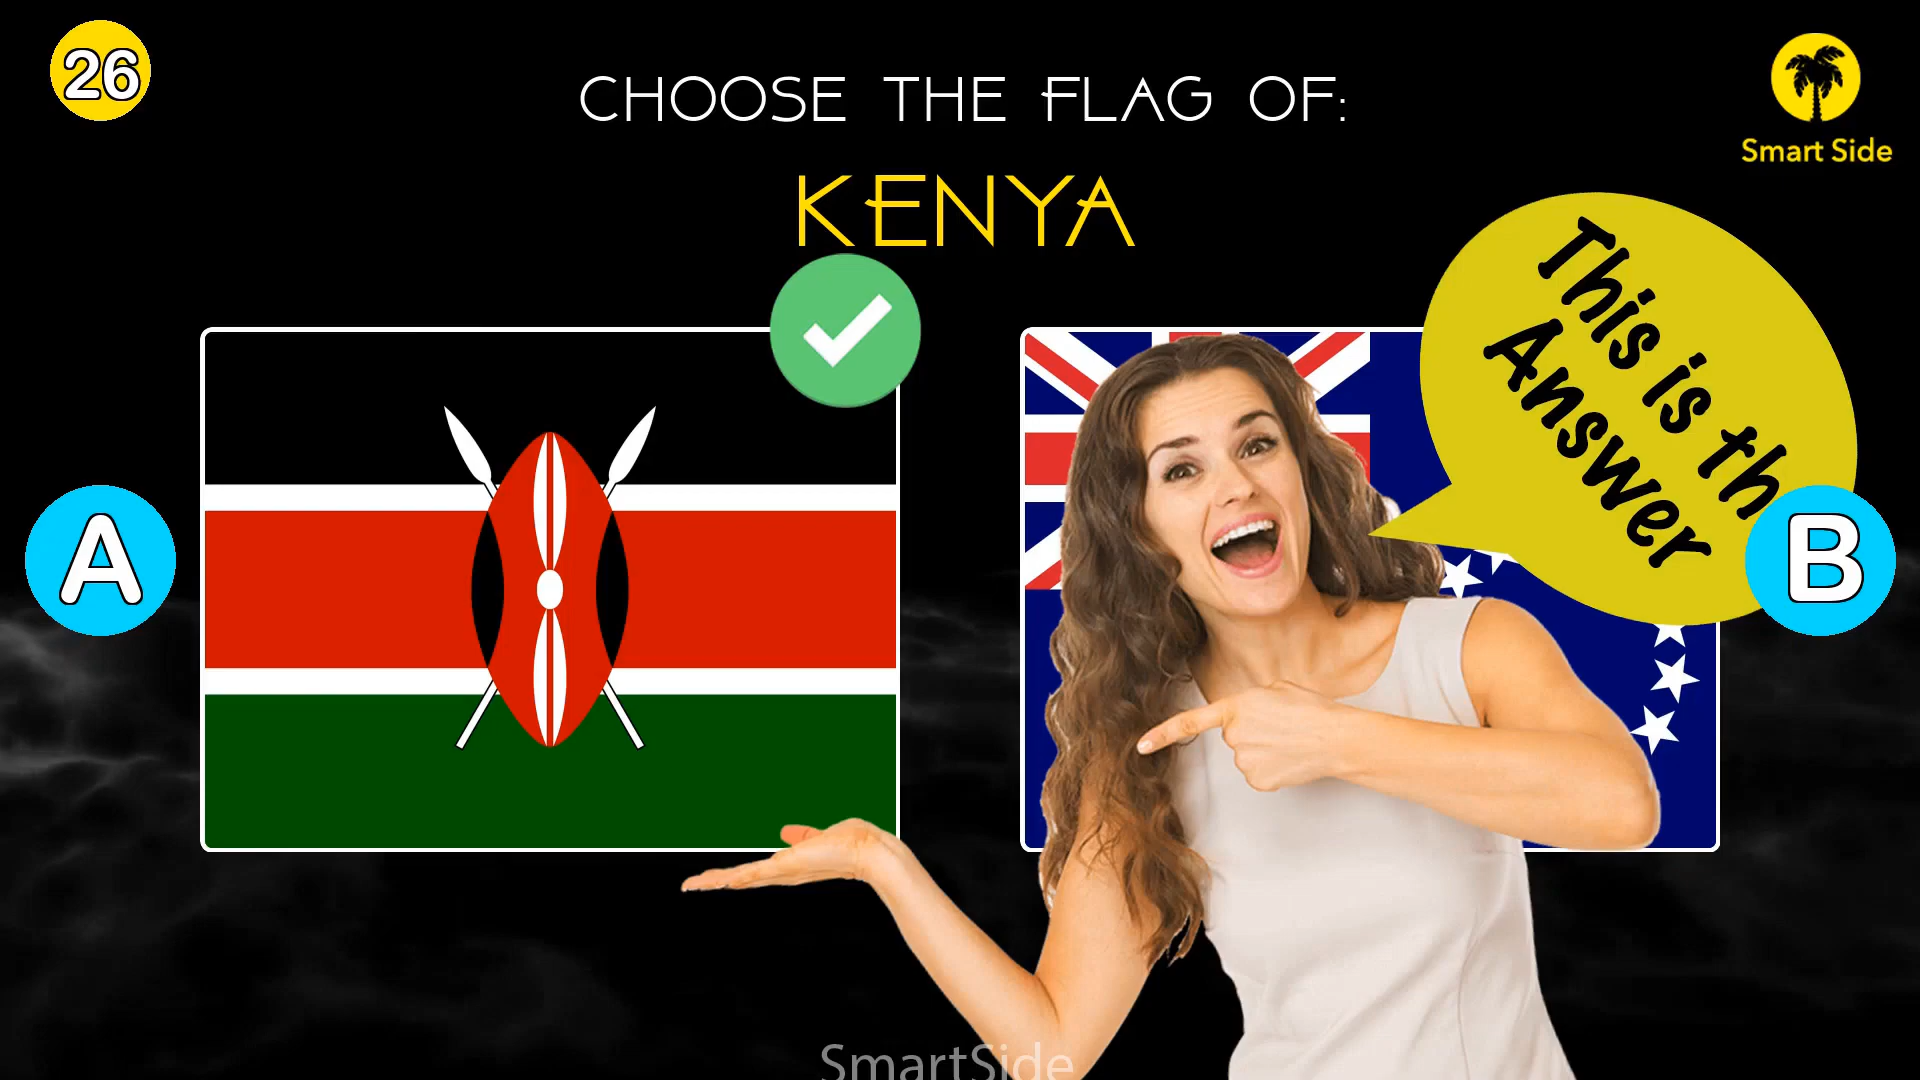 26
CHOOSE THE FLAG OF:
KENYA
Smart Side
This is th
Answer
A
B
SmartSide